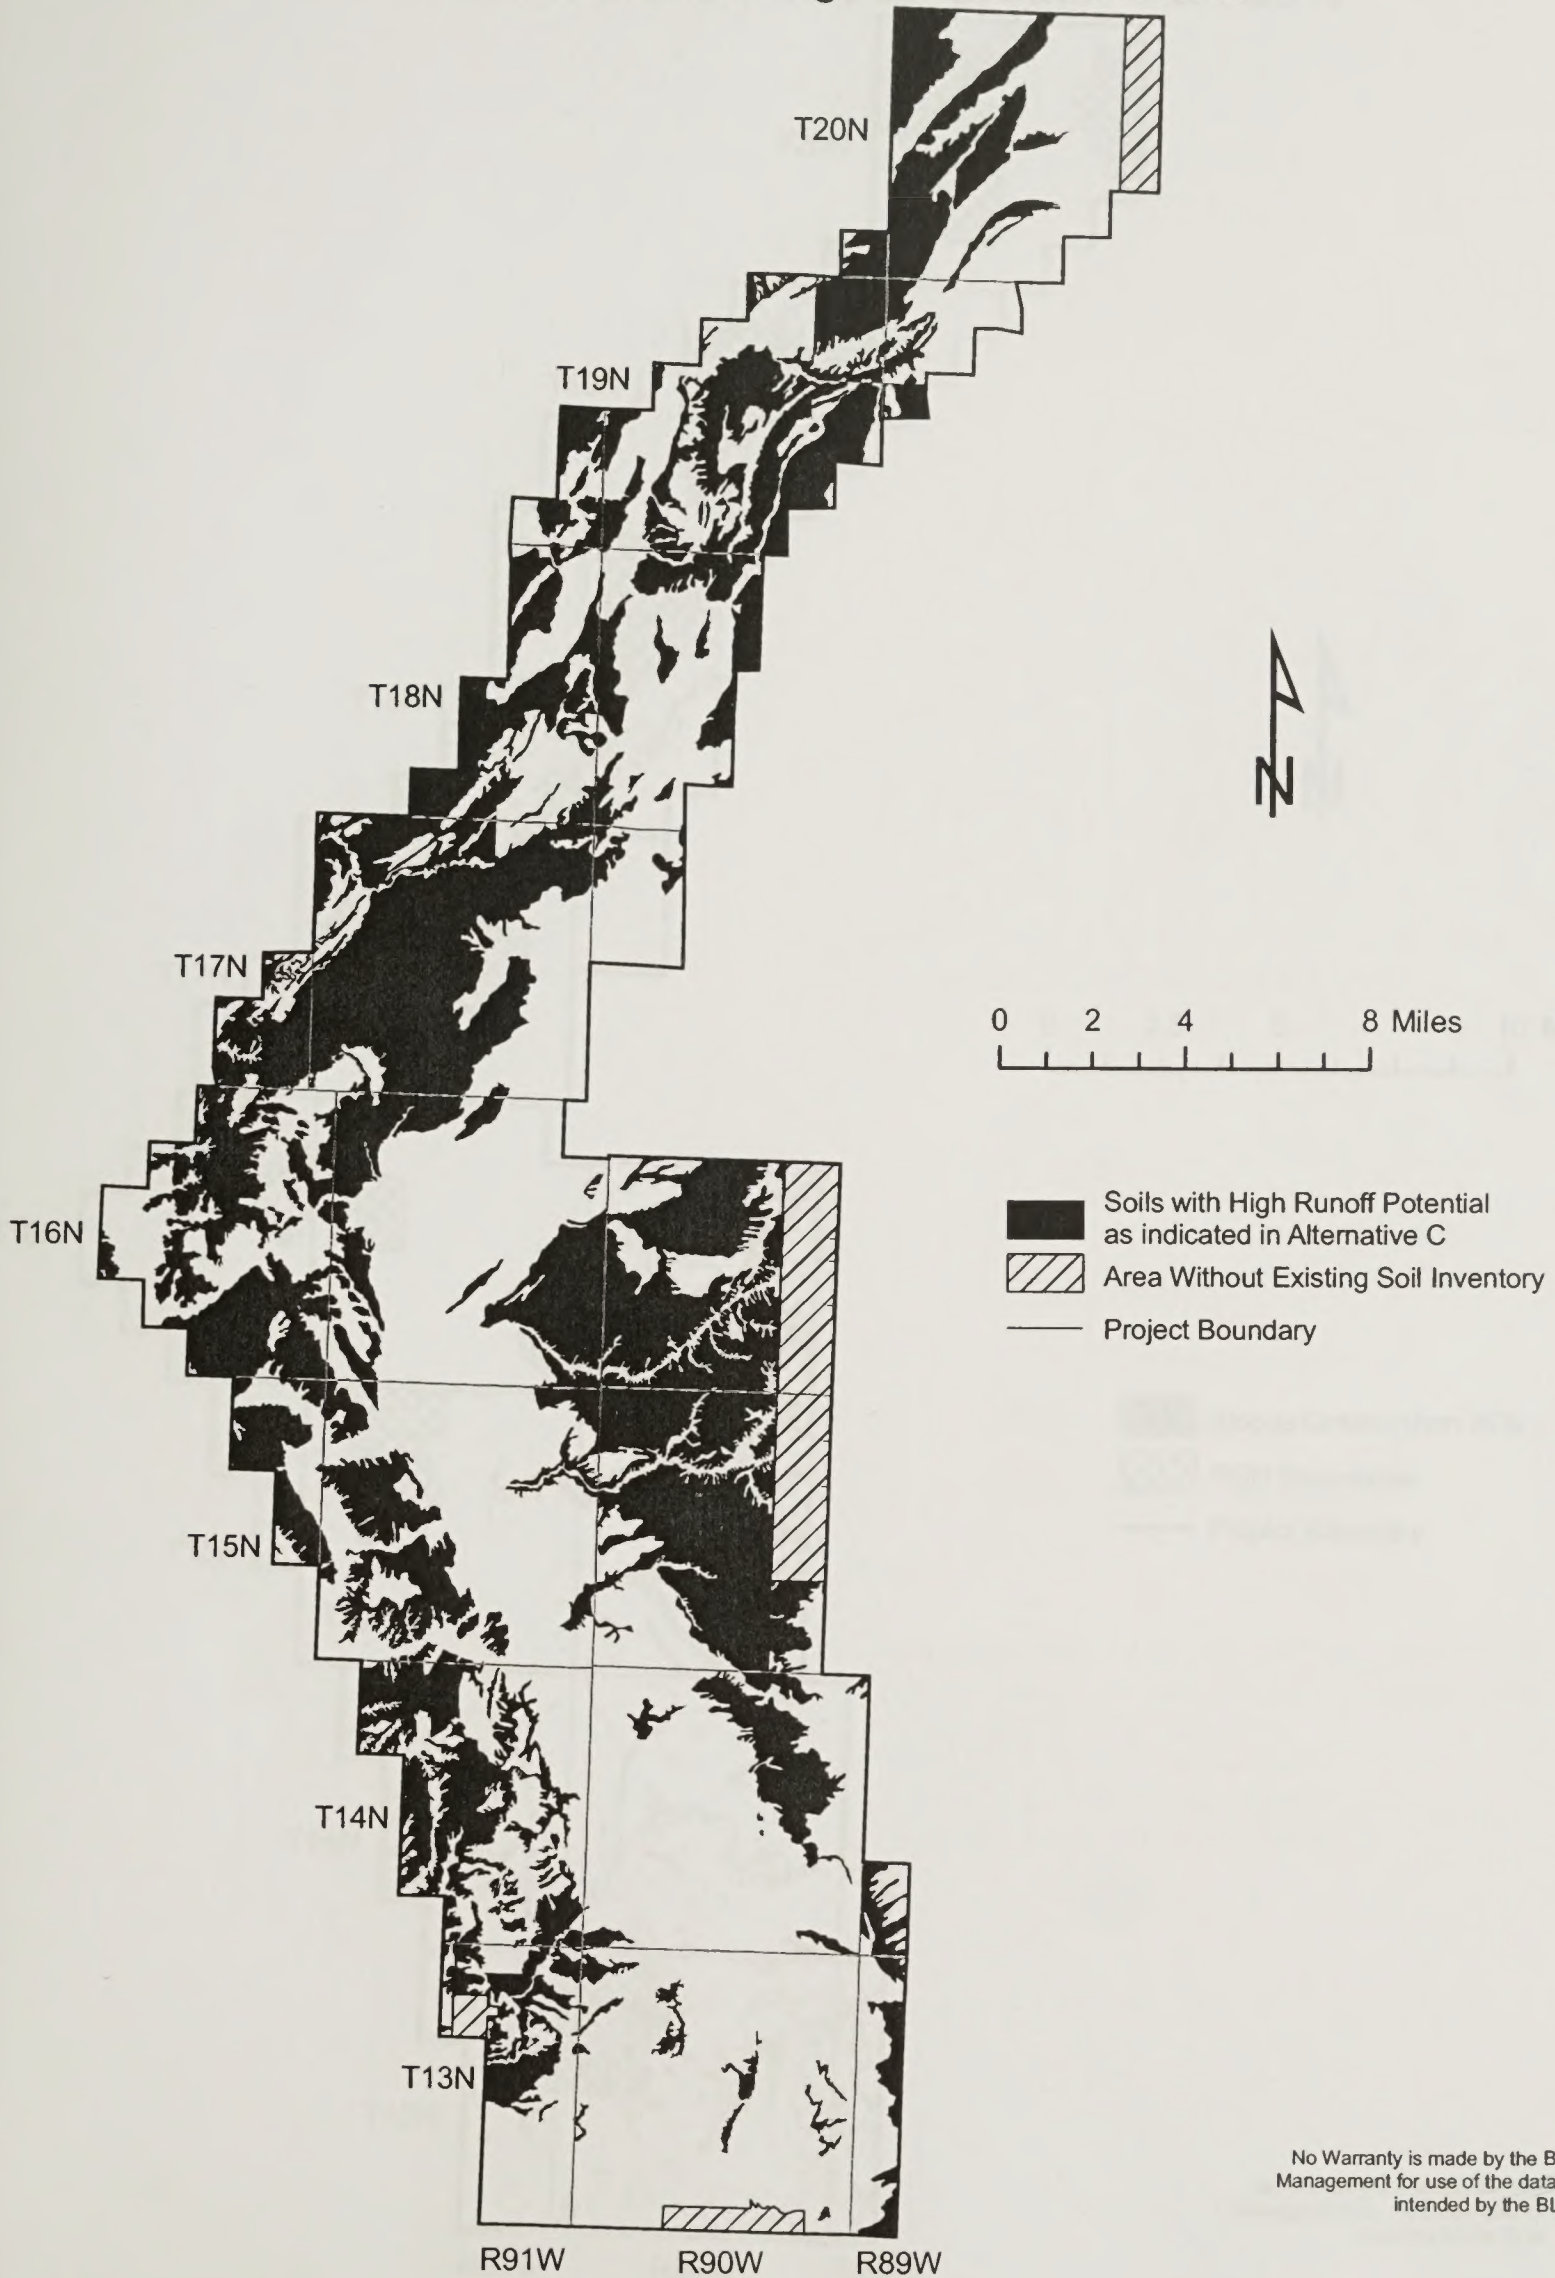 T20N
T19N
T18N
T17N
T16N
T15N
T14N
T13N
R91W R90W R89W
N
0 2 4 8 Miles
Soils with High Runoff Potential
as indicated in Alternative C
Area Without Existing Soil Inventory
Project Boundary
No Warranty is made by the
Management for use of the data
intended by the